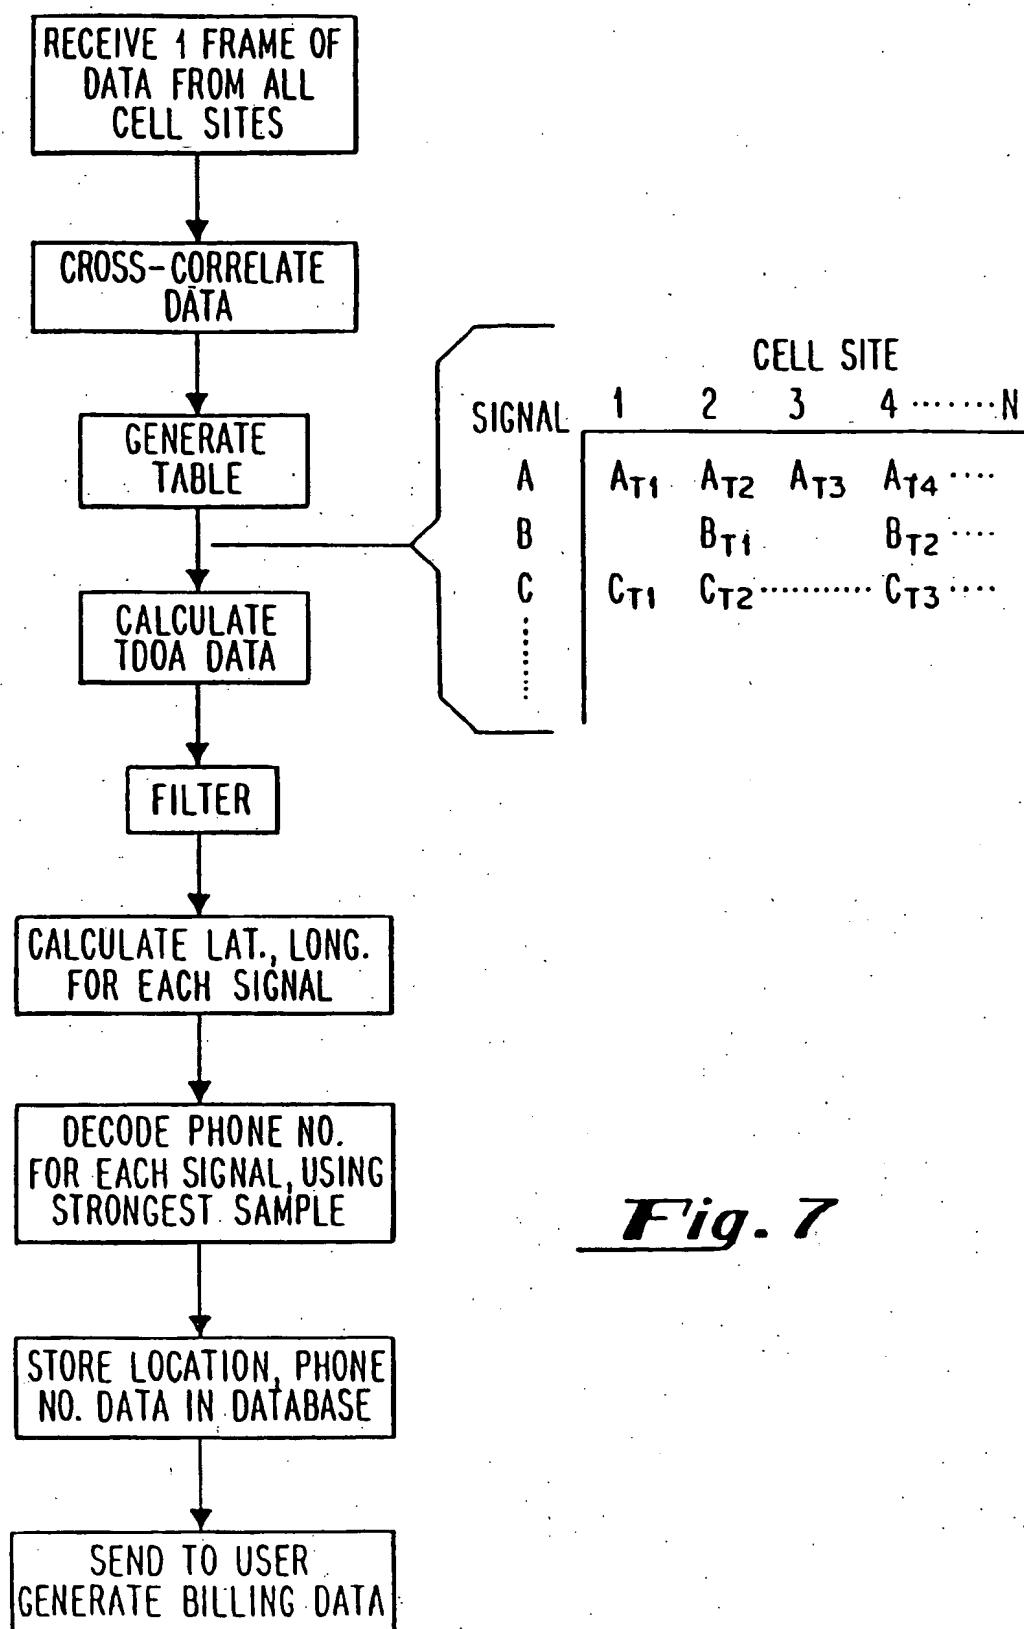 RECEIVE 1 FRAME OF
DATA FROM ALL
CELL SITES
CROSS-CORRELATE
DATA
GENERATE
TABLE
CALCULATE
TDOA DATA
FILTER
CALCULATE LAT., LONG.
FOR EACH SIGNAL
DECODE PHONE NO.
FOR EACH SIGNAL, USING
STRONGEST SAMPLE
STORE LOCATION, PHONE
NO. DATA IN DATABASE
SEND TO USER
GENERATE BILLING DATA
CELL SITE
SIGNAL 1 2 3 4 ....... N
A AT1 AT2 AT3 AT4 ....
B BT1 BT2 ....
C CT1 CT2 .......... CT3 ....
Fig. 7